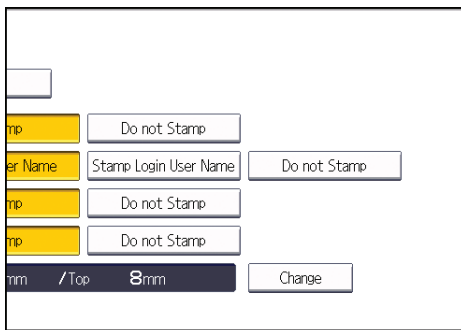 mp Do not Stamp
er Name Stamp Login User Name Do not Stamp
mp Do not Stamp
mp Do not Stamp
mm /Top 8mm Change